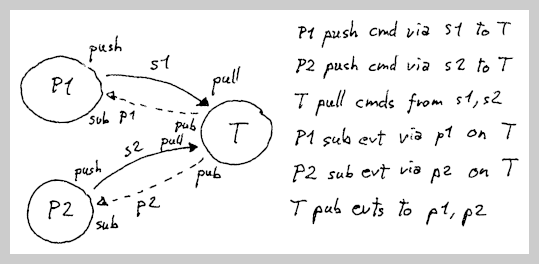 push
s1
pull
P1
sub
p1
pub
T
s2
pull
push
pub
P2
p2
sub
P1 push cmd via s1 to T
P2 push cmd via s2 to T
T pull cmds from s1, s2
P1 sub evt via p1 on T
P2 sub evt via p2 on T
T pub evts to p1, p2